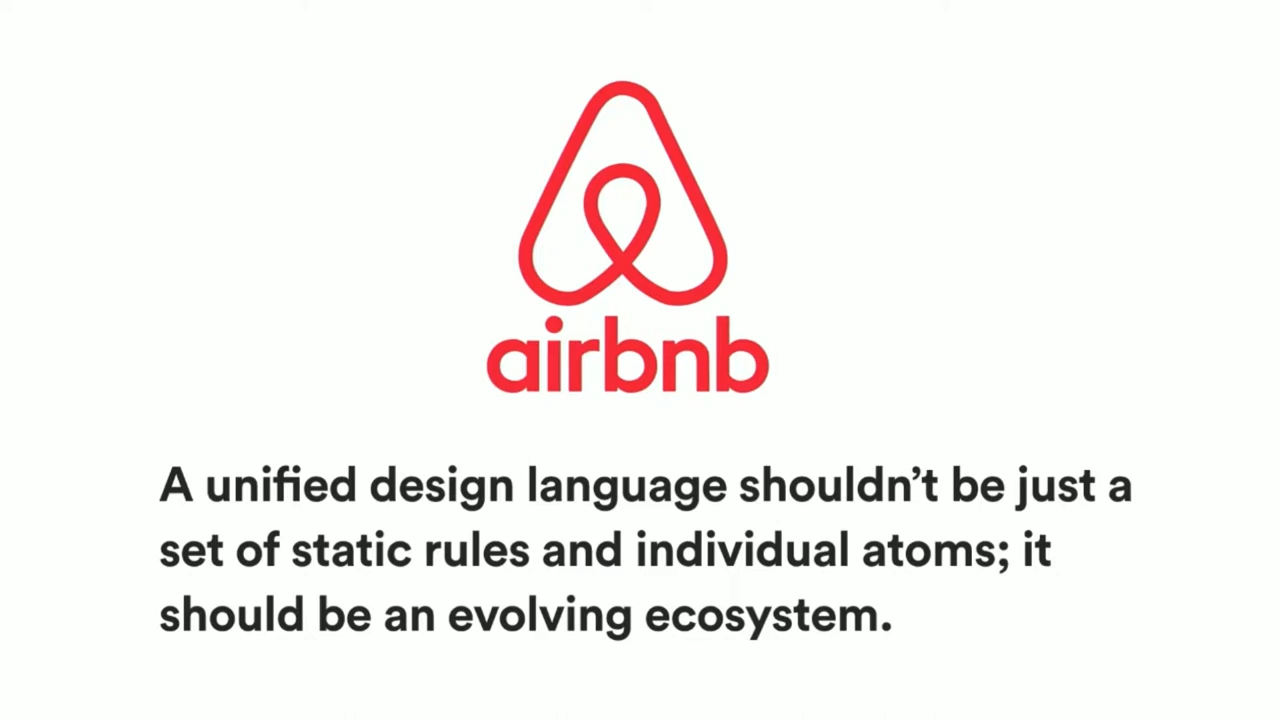 airbnb
A unified design language shouldn’t be just a
set of static rules and individual atoms; it
should be an evolving ecosystem.